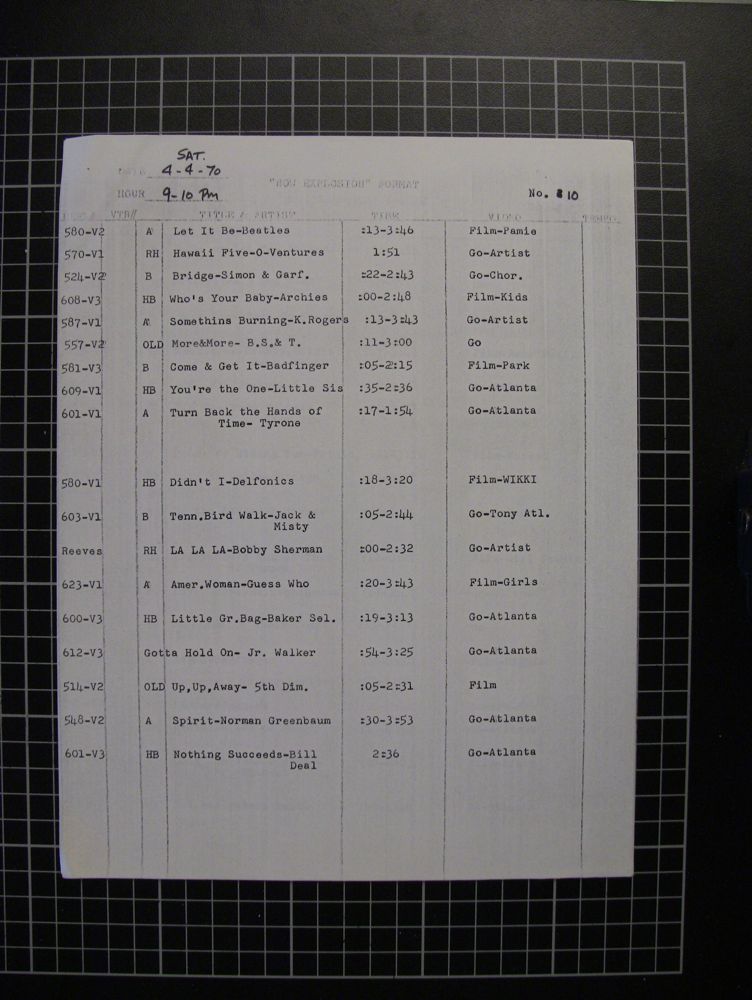 SAT.
DATE 4-4-70
"NOW EXPLOSION" FORMAT
HOUR 9-10 PM No. 10
VTR# TITLE & ARTIST TIME VIDEO TEMPO
580-V2 A Let It Be-Beatles :13-3:46 Film-Pamie
570-V1 RH Hawaii Five-O-Ventures 1:51 Go-Artist
524-V2 B Bridge-Simon & Garf. :22-2:43 Go-Chor.
608-V3 HB Who's Your Baby-Archies :00-2:48 Film-Kids
587-V1 A Somethins Burning-K.Rogers :13-3:43 Go-Artist
557-V2 OLD More&More- B.S.& T. :11-3:00 Go
581-V3 B Come & Get It-Badfinger :05-2:15 Film-Park
609-V1 HB You're the One-Little Sis :35-2:36 Go-Atlanta
601-V1 A Turn Back the Hands of :17-1:54 Go-Atlanta
Time- Tyrone
580-V1 HB Didn't I-Delfonics :18-3:20 Film-WIKKI
603-V1 B Tenn.Bird Walk-Jack & :05-2:44 Go-Tony Atl.
Misty
Reeves RH LA LA LA-Bobby Sherman :00-2:32 Go-Artist
623-V1 A Amer.Woman-Guess Who :20-3:43 Film-Girls
600-V3 HB Little Gr.Bag-Baker Sel. :19-3:13 Go-Atlanta
612-V3 Gotta Hold On- Jr. Walker :54-3:25 Go-Atlanta
514-V2 OLD Up,Up,Away- 5th Dim. :05-2:31 Film
548-V2 A Spirit-Norman Greenbaum :30-3:53 Go-Atlanta
601-V3 HB Nothing Succeeds-Bill 2:36 Go-Atlanta
Deal